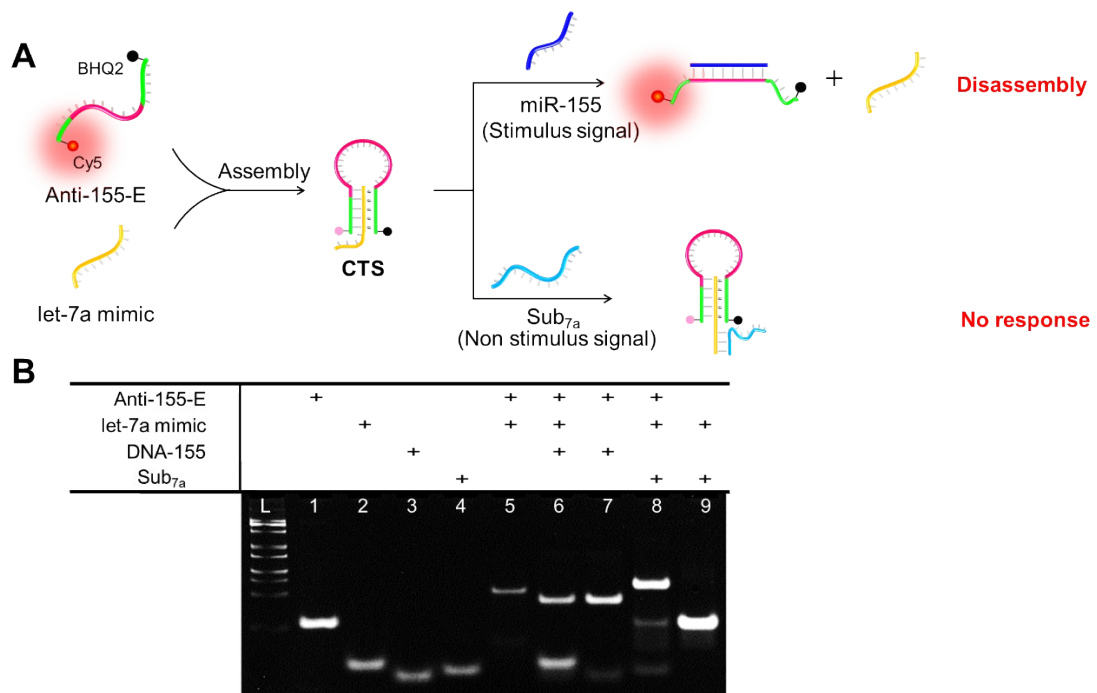 A
BHQ2
Cy5
Anti-155-E
let-7a mimic
Assembly
CTS
miR-155
(Stimulus signal)
+
Disassembly
Sub7a
(Non stimulus signal)
No response
B
Anti-155-E + + + + +
let-7a mimic + + + + +
DNA-155 + + +
Sub7a + + +
L 1 2 3 4 5 6 7 8 9